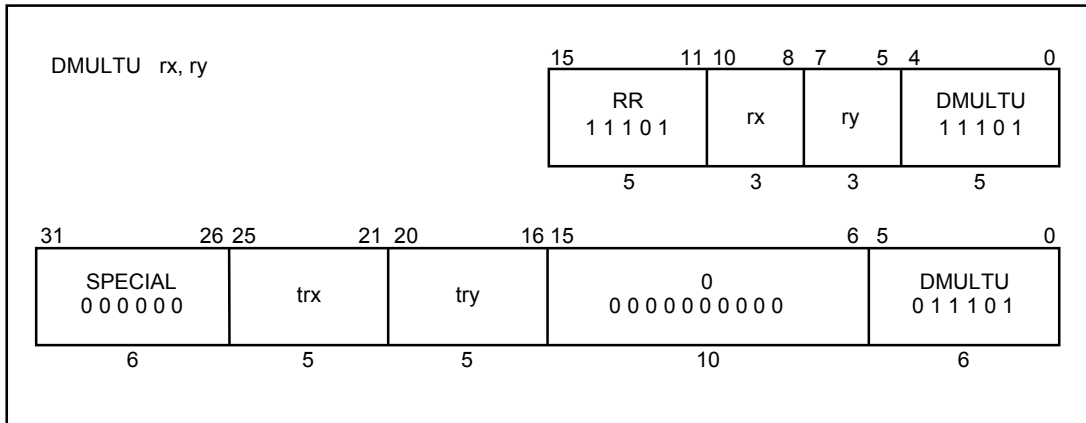 DMULTU rx, ry
15 11 10 8 7 5 4 0
RR rx ry DMULTU
1 1 1 0 1 1 1 1 0 1
5 3 3 5
31 26 25 21 20 16 15 6 5 0
SPECIAL trx try 0 DMULTU
0 0 0 0 0 0 0 0 0 0 0 0 0 0 0 0 0 1 1 1 0 1
6 5 5 10 6